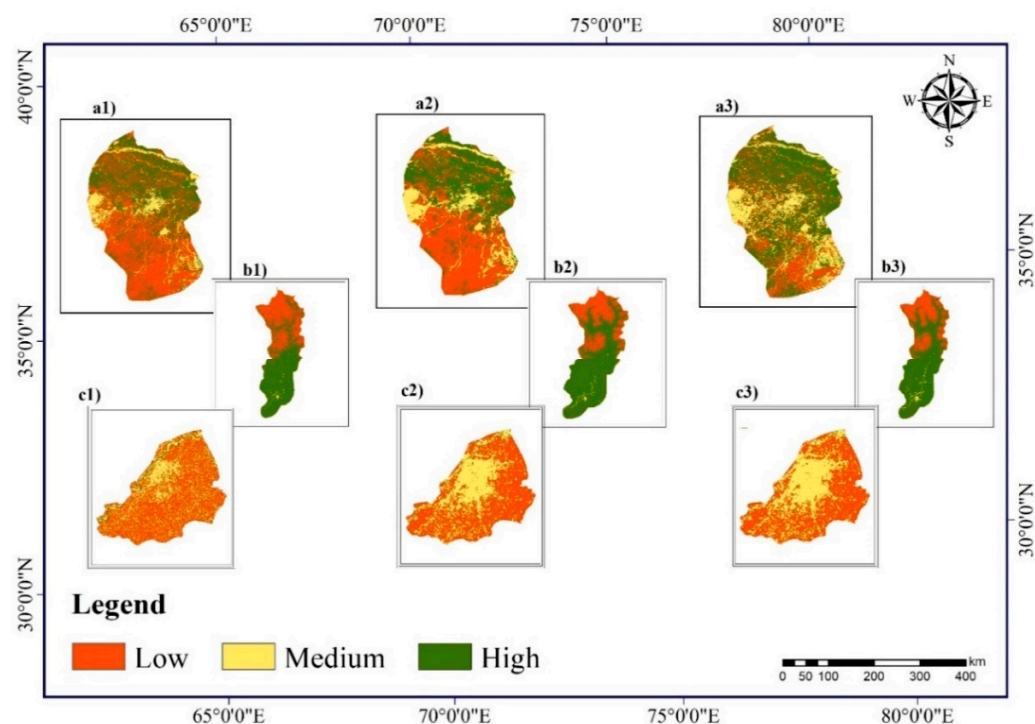 65°0'0"E 70°0'0"E 75°0'0"E 80°0'0"E
40°0'0"N
35°0'0"N
30°0'0"N
35°0'0"N
30°0'0"N
N
W E
S
a1) a2) a3)
b1) b2) b3)
c1) c2) c3)
Legend
Low Medium High
km
0 50 100 200 300 400
65°0'0"E 70°0'0"E 75°0'0"E 80°0'0"E